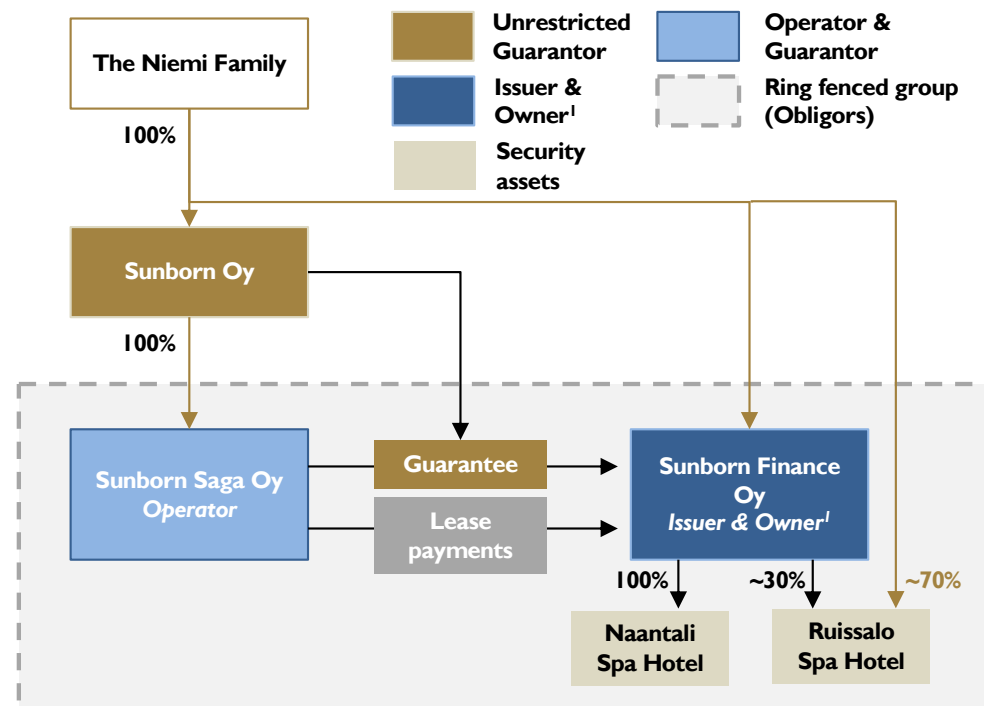 The Niemi Family
Unrestricted
Guarantor
Operator &
Guarantor
Issuer &
Owner¹
Ring fenced group
(Obligors)
Security
assets
100%
Sunborn Oy
100%
Sunborn Saga Oy
Operator
Guarantee
Lease
payments
Sunborn Finance
Oy
Issuer & Owner¹
100%
~30%
~70%
Naantali
Spa Hotel
Ruissalo
Spa Hotel